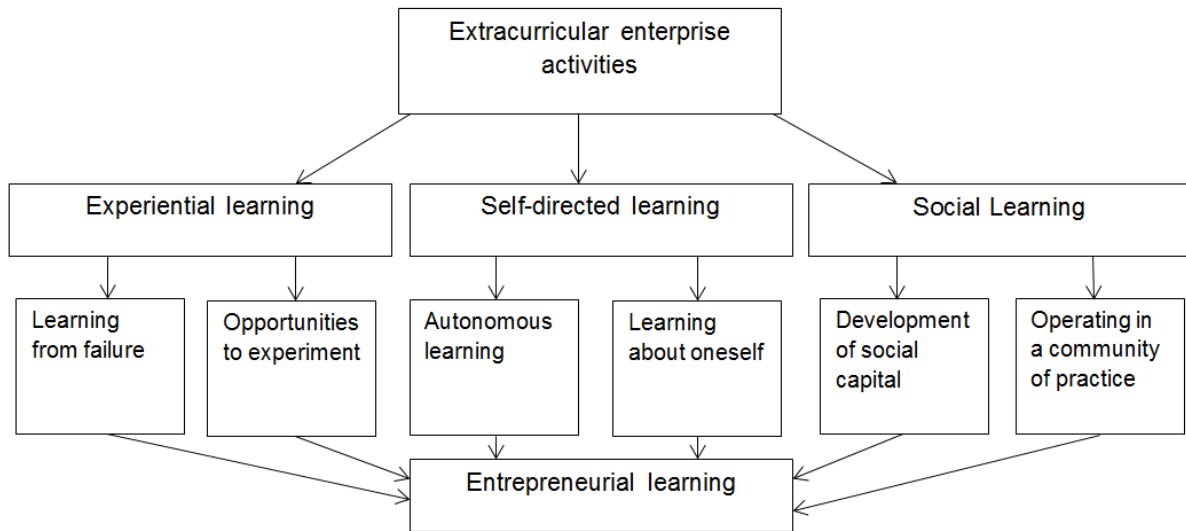 Extracurricular enterprise
activities
Experiential learning
Self-directed learning
Social Learning
Learning
from failure
Opportunities
to experiment
Autonomous
learning
Learning
about oneself
Development
of social
capital
Operating in
a community
of practice
Entrepreneurial learning